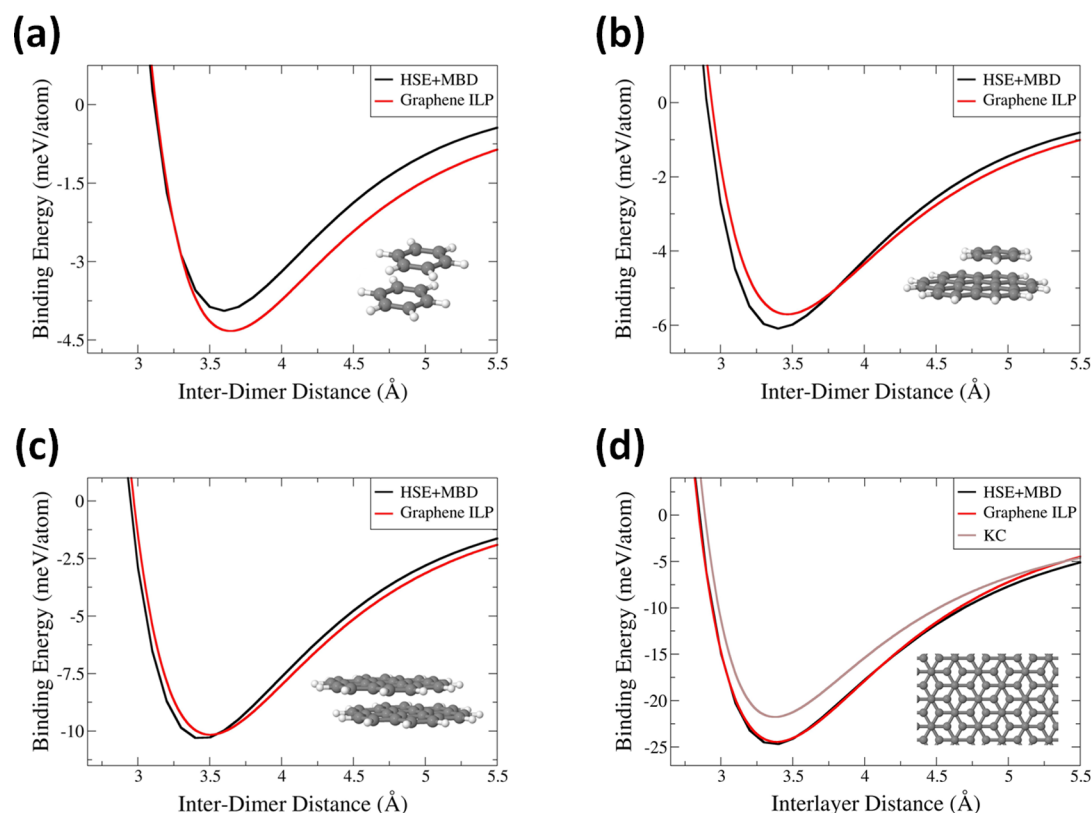 (a)
HSE+MBD
Graphene ILP
0
-1.5
-3
-4.5
Binding Energy (meV/atom)
3
3.5
4
4.5
5
5.5
Inter-Dimer Distance (Å)
(b)
HSE+MBD
Graphene ILP
0
-2
-4
-6
Binding Energy (meV/atom)
3
3.5
4
4.5
5
5.5
Inter-Dimer Distance (Å)
(c)
HSE+MBD
Graphene ILP
0
-2.5
-5
-7.5
-10
Binding Energy (meV/atom)
3
3.5
4
4.5
5
5.5
Inter-Dimer Distance (Å)
(d)
HSE+MBD
Graphene ILP
KC
0
-5
-10
-15
-20
-25
Binding Energy (meV/atom)
3
3.5
4
4.5
5
5.5
Interlayer Distance (Å)